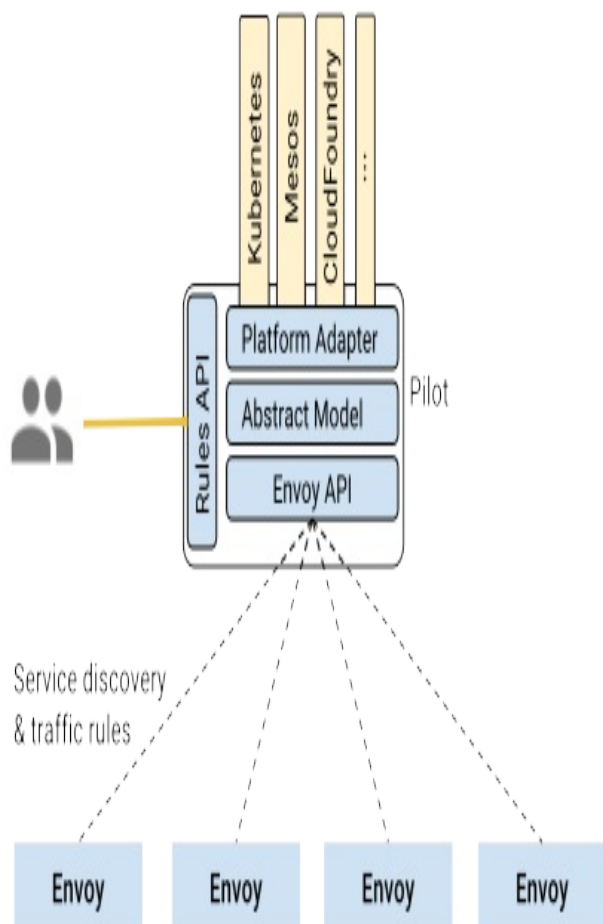 Kubernetes
Mesos
CloudFoundry
...
Rules API
Platform Adapter
Abstract Model
Envoy API
Pilot
Service discovery
& traffic rules
Envoy
Envoy
Envoy
Envoy